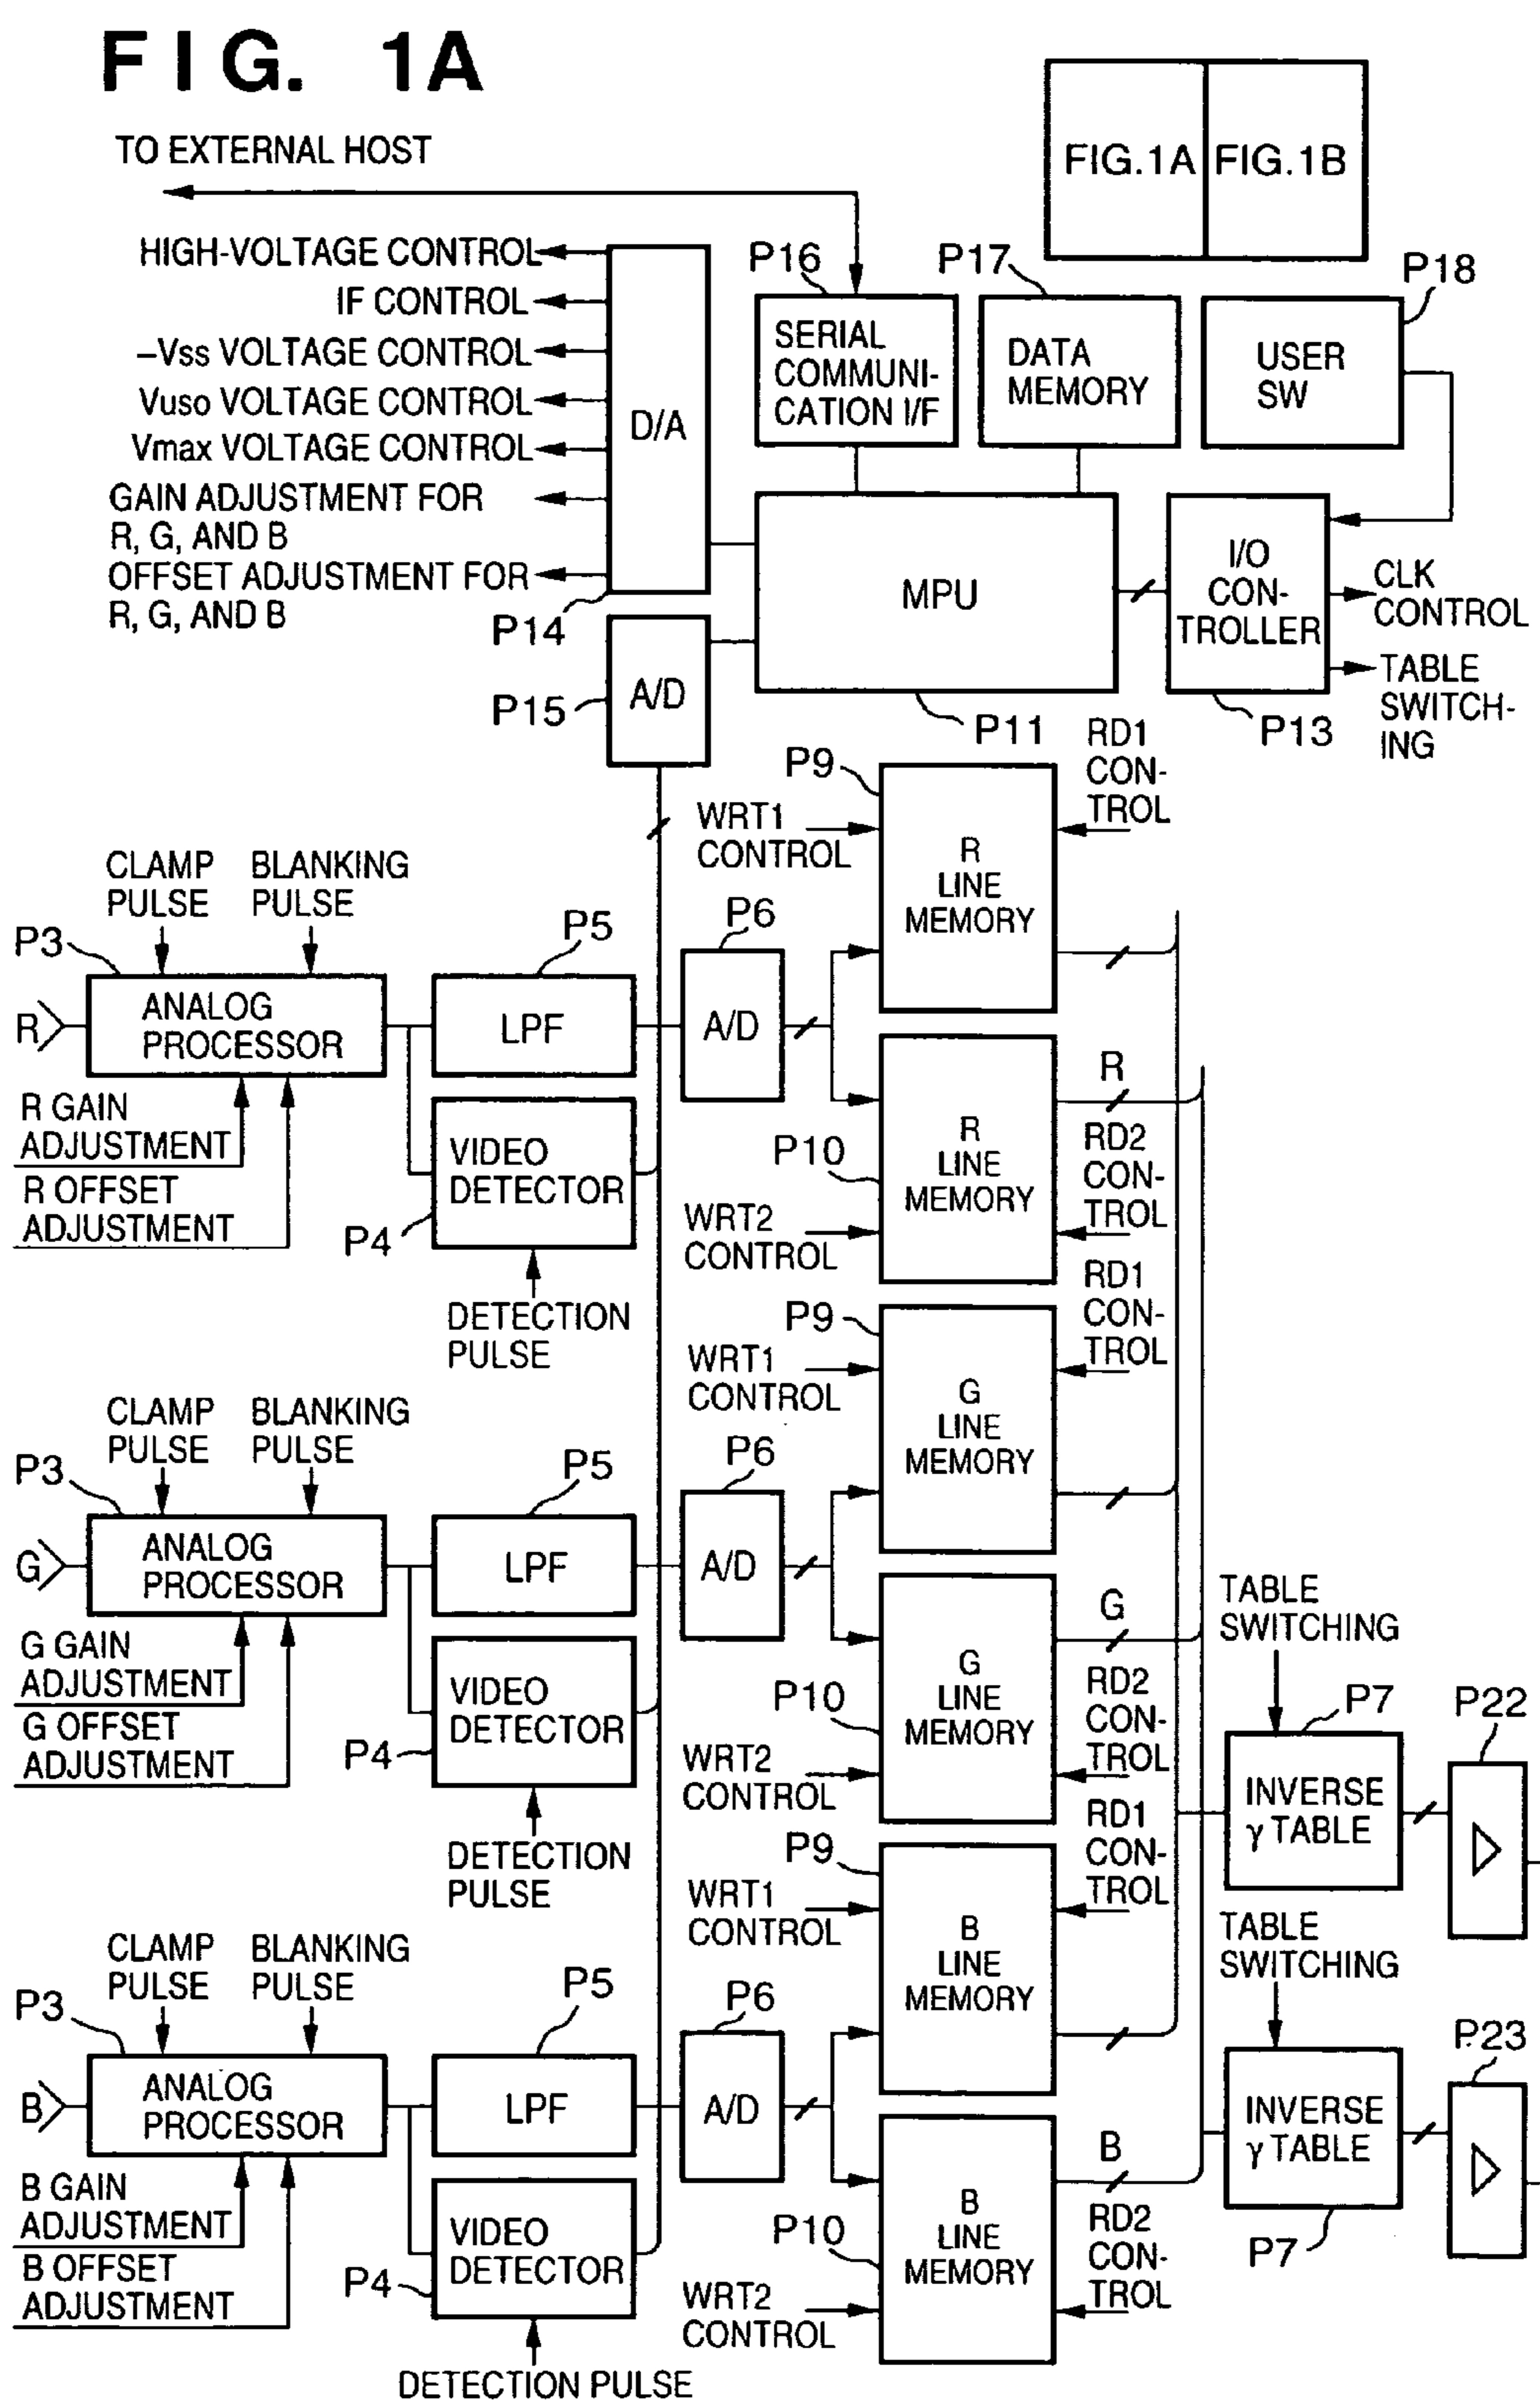 FIG. 1A
TO EXTERNAL HOST
FIG.1A
FIG.1B
HIGH-VOLTAGE CONTROL
IF CONTROL
–Vss VOLTAGE CONTROL
Vuso VOLTAGE CONTROL
Vmax VOLTAGE CONTROL
GAIN ADJUSTMENT FOR
R, G, AND B
OFFSET ADJUSTMENT FOR
R, G, AND B
D/A
P14
P16
SERIAL
COMMUNI-
CATION I/F
P17
DATA
MEMORY
P18
USER
SW
MPU
P11
I/O
CON-
TROLLER
P13
CLK
CONTROL
TABLE
SWITCH-
ING
P15
A/D
CLAMP
PULSE
BLANKING
PULSE
P3
R
ANALOG
PROCESSOR
P5
LPF
R GAIN
ADJUSTMENT
R OFFSET
ADJUSTMENT
VIDEO
DETECTOR
P4
DETECTION
PULSE
P6
A/D
P9
WRT1
CONTROL
R
LINE
MEMORY
RD1
CON-
TROL
R
P10
R
LINE
MEMORY
WRT2
CONTROL
RD2
CON-
TROL
CLAMP
PULSE
BLANKING
PULSE
P3
G
ANALOG
PROCESSOR
P5
LPF
G GAIN
ADJUSTMENT
G OFFSET
ADJUSTMENT
VIDEO
DETECTOR
P4
DETECTION
PULSE
P6
A/D
P9
WRT1
CONTROL
G
LINE
MEMORY
RD1
CON-
TROL
G
P10
G
LINE
MEMORY
WRT2
CONTROL
RD2
CON-
TROL
TABLE
SWITCHING
P7
INVERSE
γ TABLE
P22
CLAMP
PULSE
BLANKING
PULSE
P3
B
ANALOG
PROCESSOR
P5
LPF
B GAIN
ADJUSTMENT
B OFFSET
ADJUSTMENT
VIDEO
DETECTOR
P4
DETECTION PULSE
P6
A/D
P9
WRT1
CONTROL
B
LINE
MEMORY
RD1
CON-
TROL
B
P10
B
LINE
MEMORY
WRT2
CONTROL
RD2
CON-
TROL
TABLE
SWITCHING
INVERSE
γ TABLE
P7
P23